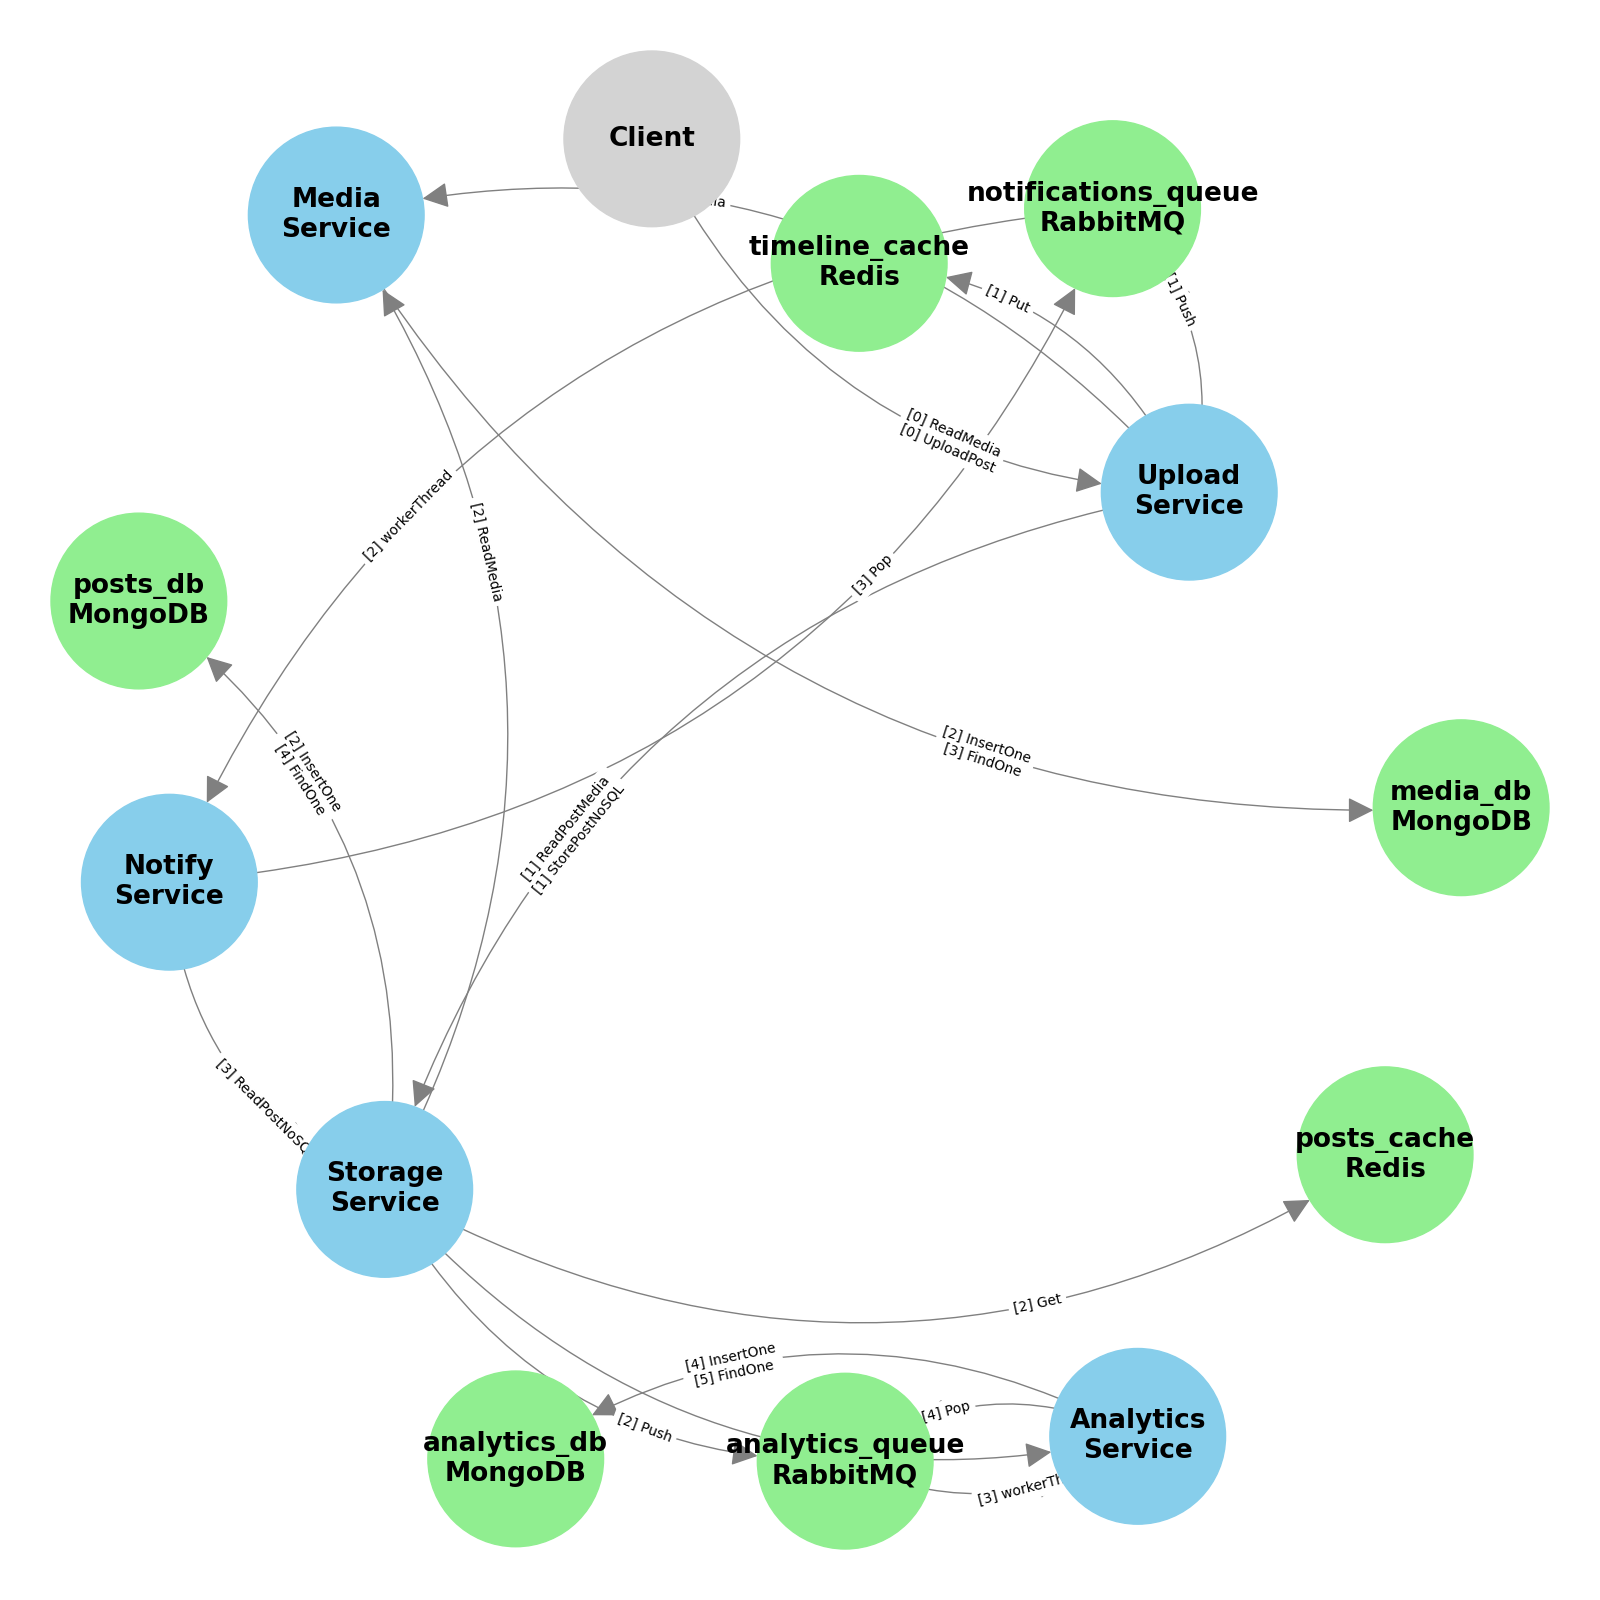 Client
Media
Service
notifications_queue
RabbitMQ
timeline_cache
Redis
[1] Put
[1] Push
[0] ReadMedia
[0] UploadPost
Upload
Service
[2] workerThread
[2] ReadMedia
[3] Pop
posts_db
MongoDB
[2] InsertOne
[4] FindOne
[2] InsertOne
[3] FindOne
media_db
MongoDB
[1] ReadPostMedia
[1] StorePostNoSQL
Notify
Service
[3] ReadPostNoSQ
Storage
Service
posts_cache
Redis
[2] Get
[4] InsertOne
[5] FindOne
[2] Push
[4] Pop
analytics_db
MongoDB
analytics_queue
RabbitMQ
Analytics
Service
[3] workerTh